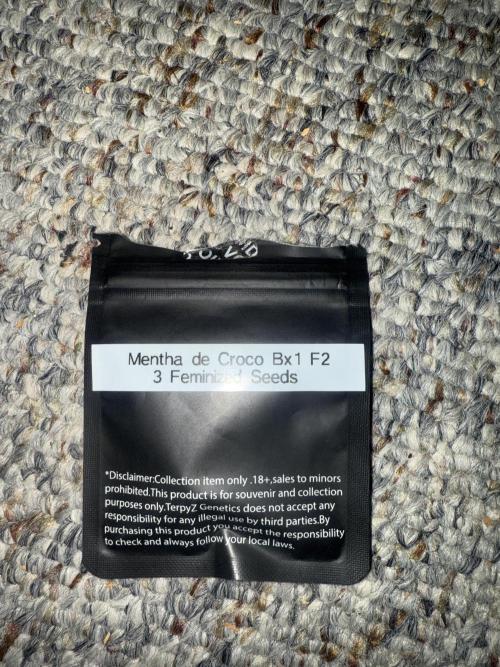 Mentha de Croco Bx1 F2
3 Feminized Seeds
*Disclaimer:Collection item only .18+,sales to minors
prohibited.This product is for souvenir and collection
purposes only.TerpyZ Genetics does not accept any
responsibility for any illegal use by third parties.By
purchasing this product you accept the responsibility
to check and always follow your local laws.